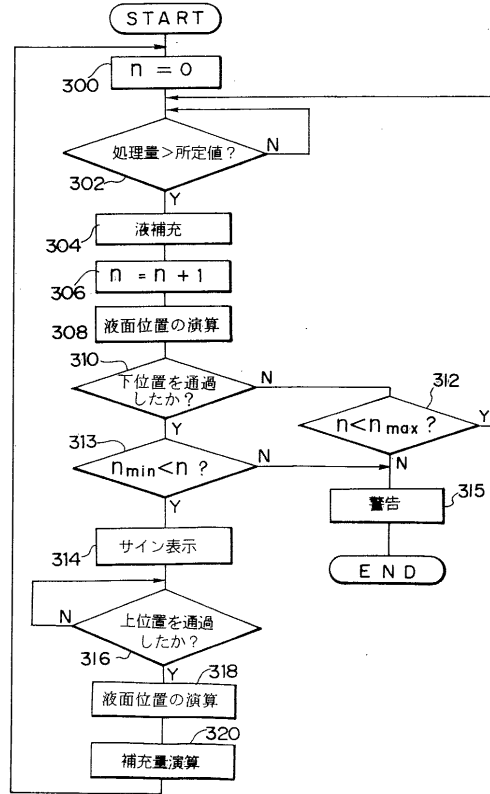 START
n = 0
300
処理量>所定値?
N
302
Y
液補充
304
n = n + 1
306
液面位置の演算
308
310
下位置を通過
したか?
N
Y
312
n<nmax?
Y
N
313
nmin<n?
N
Y
警告
315
サイン表示
314
END
上位置を通過
したか?
N
316
Y
318
液面位置の演算
320
補充量演算